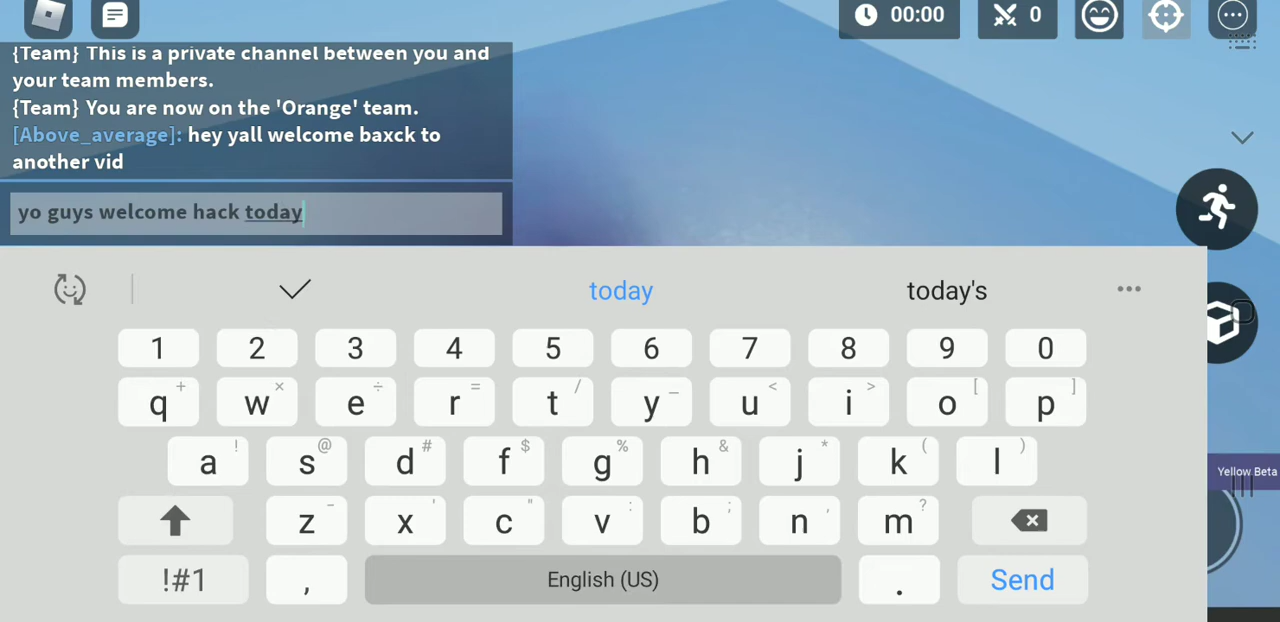 00:00
0
{Team} This is a private channel between you and
your team members.
{Team} You are now on the 'Orange' team.
[Above_average]: hey yall welcome baxck to
another vid
yo guys welcome hack today
today today's
1 2 3 4 5 6 7 8 9 0
q + w × e ÷ r = t / y _ u < i > o [ p ]
a ! s @ d # f $ g % h & j * k ( l )
Yellow Beta
z - x ' c " v : b ; n , m ?
!#1 , English (US) . Send